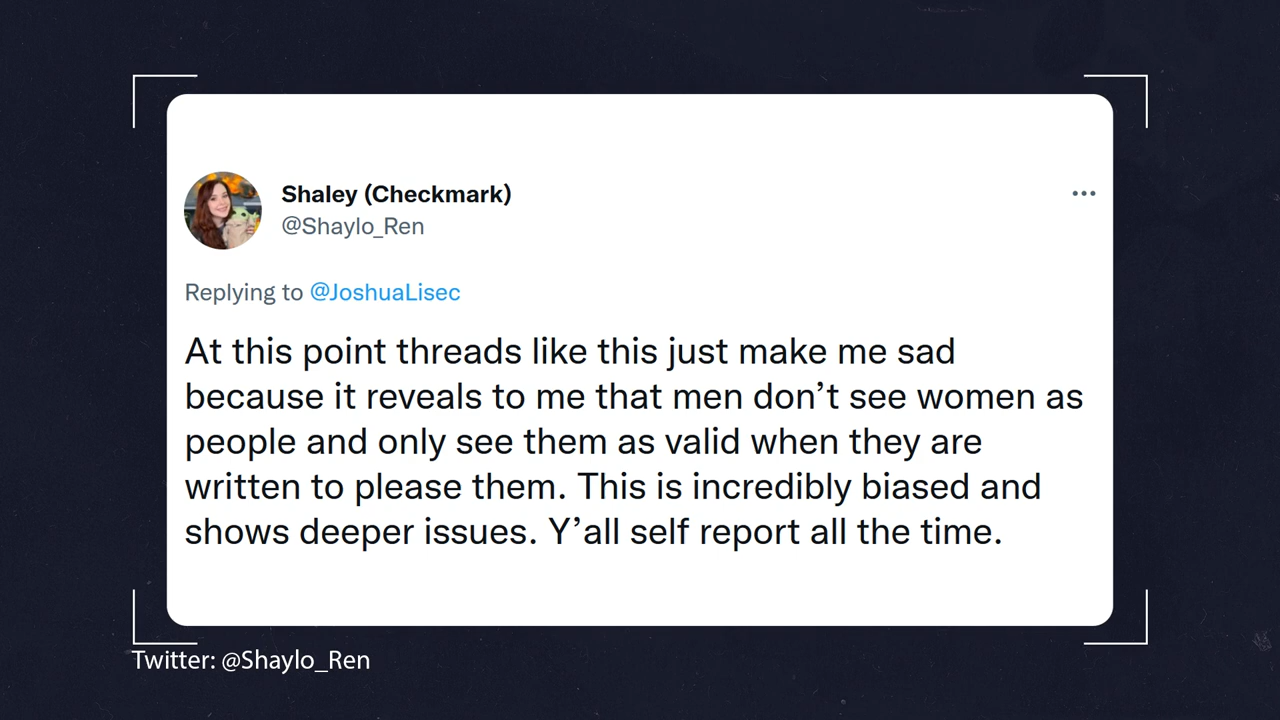 Shaley (Checkmark)
@Shaylo_Ren
Replying to @JoshuaLisec
At this point threads like this just make me sad
because it reveals to me that men don’t see women as
people and only see them as valid when they are
written to please them. This is incredibly biased and
shows deeper issues. Y’all self report all the time.
Twitter: @Shaylo_Ren